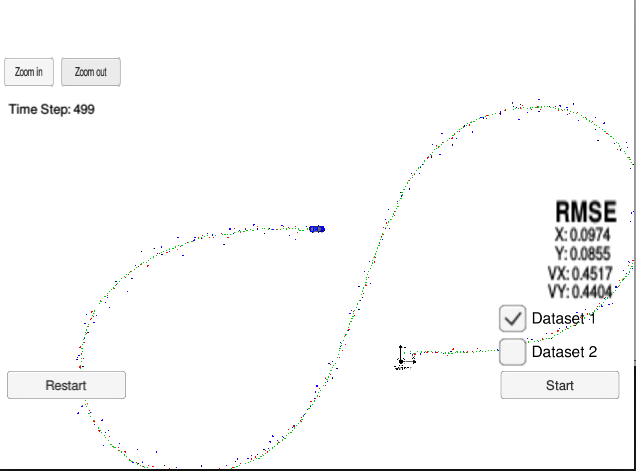 Zoom in
Zoom out
Time Step: 499
RMSE
X: 0.0974
Y: 0.0855
VX: 0.4517
VY: 0.4404
Dataset 1
Dataset 2
Restart
Start